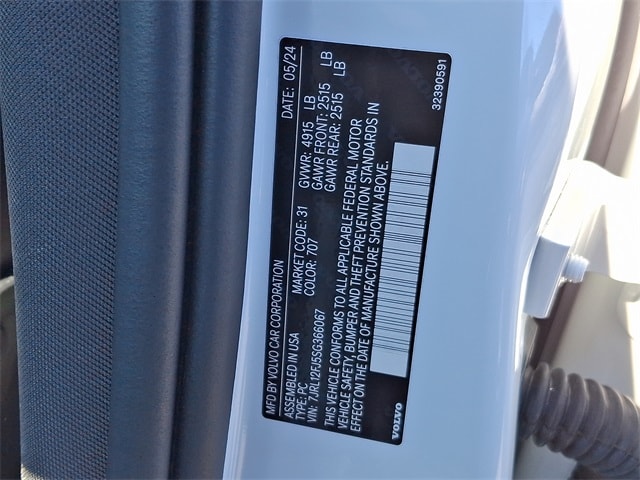 MFD BY VOLVO CAR CORPORATION DATE: 05/24
ASSEMBLED IN USA
TYPE: PC MARKET CODE: 31 GVWR: 4915 LB
VIN: 7JRL12FJ5SG366067 COLOR: 707 GAWR FRONT: 2515 LB
GAWR REAR: 2515 LB
THIS VEHICLE CONFORMS TO ALL APPLICABLE FEDERAL MOTOR
VEHICLE SAFETY, BUMPER AND THEFT PREVENTION STANDARDS IN
EFFECT ON THE DATE OF MANUFACTURE SHOWN ABOVE.
VOLVO 32390591